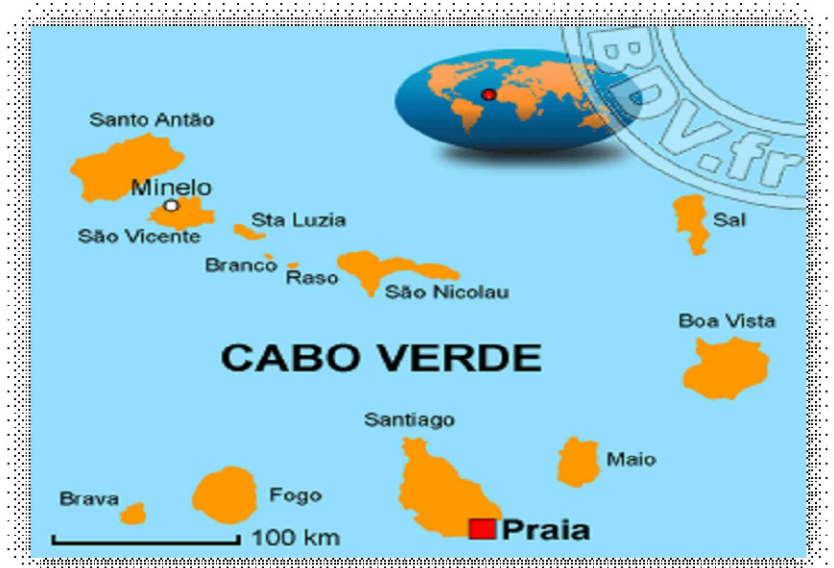 BDV.fr
Santo Antão
Minelo
São Vicente
Sta Luzia
Branco
Raso
São Nicolau
Sal
Boa Vista
CABO VERDE
Santiago
Maio
Brava
Fogo
Praia
100 km